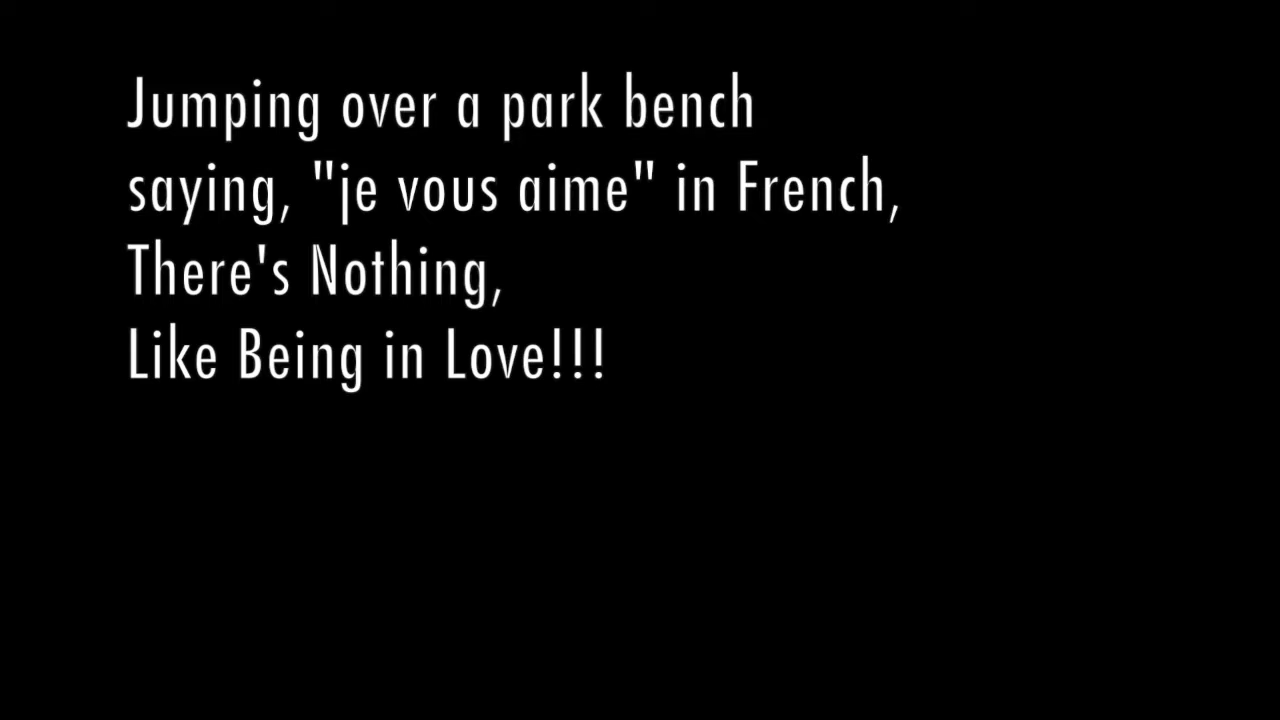 Jumping over a park bench
saying, "je vous aime" in French,
There's Nothing,
Like Being in Love!!!